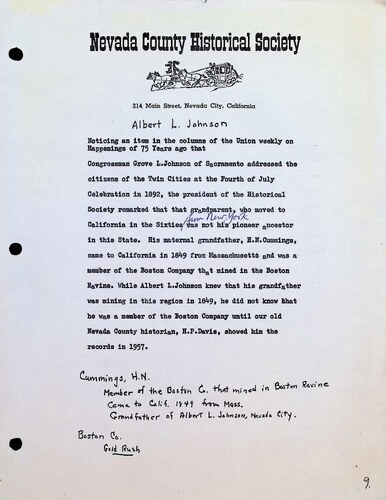 Nevada County Historical Society
214 Main Street, Nevada City, California
Albert L. Johnson
Noticing an item in the columns of the Union weekly on
Happenings of 75 Years ago that
Congressman Grove L.Johnson of Sacramento addressed the
citizens of the Twin Cities at the Fourth of July
Celebration in 1892, the president of the Historical
Society remarked that that grandparent, who moved to
from New York
California in the Sixties was not his pioneer ancestor
in this State. His maternal grandfather, H.N.Cummings,
came to California in 1849 from Massachusetts and was a
member of the Boston Company that mined in the Boston
Ravine. While Albert L.Johnson knew that his grandfather
was mining in this region in 1849, he did not know that
he was a member of the Boston Company until our old
Nevada County historian, H.P.Davis, showed him the
records in 1957.
Cummings, H.N.
Member of the Boston Co. that mined in Boston Ravine
Came to Calif. 1849 from Mass.
Grandfather of Albert L. Johnson, Nevada City.
Boston Co.
Gold Rush
9.